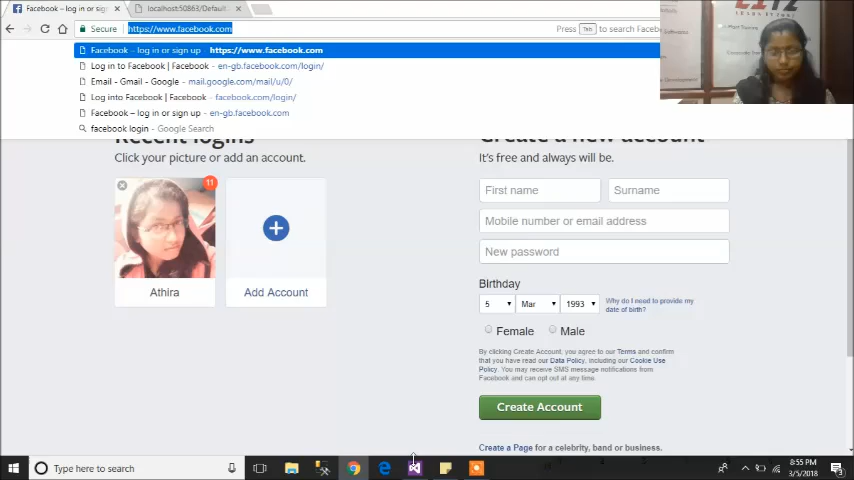 Facebook – log in or sig
localhost:50863/Default
Secure
https://www.facebook.com
Press Tab to search Faceb
Facebook – log in or sign up - https://www.facebook.com
Log in to Facebook | Facebook - en-gb.facebook.com/login/
Email - Gmail - Google - mail.google.com/mail/u/0/
Log into Facebook | Facebook - facebook.com/login/
Facebook – log in or sign up - en-gb.facebook.com
facebook login - Google Search
Recent logins
Click your picture or add an account.
11
Athira
Add Account
Create a new account
It's free and always will be.
First name
Surname
Mobile number or email address
New password
Birthday
5
Mar
1993
Why do I need to provide my
date of birth?
Female
Male
By clicking Create Account, you agree to our Terms and confirm
that you have read our Data Policy, including our Cookie Use
Policy. You may receive SMS message notifications from
Facebook and can opt out at any time.
Create Account
Create a Page for a celebrity, band or business.
Type here to search
8:55 PM
3/5/2018
3